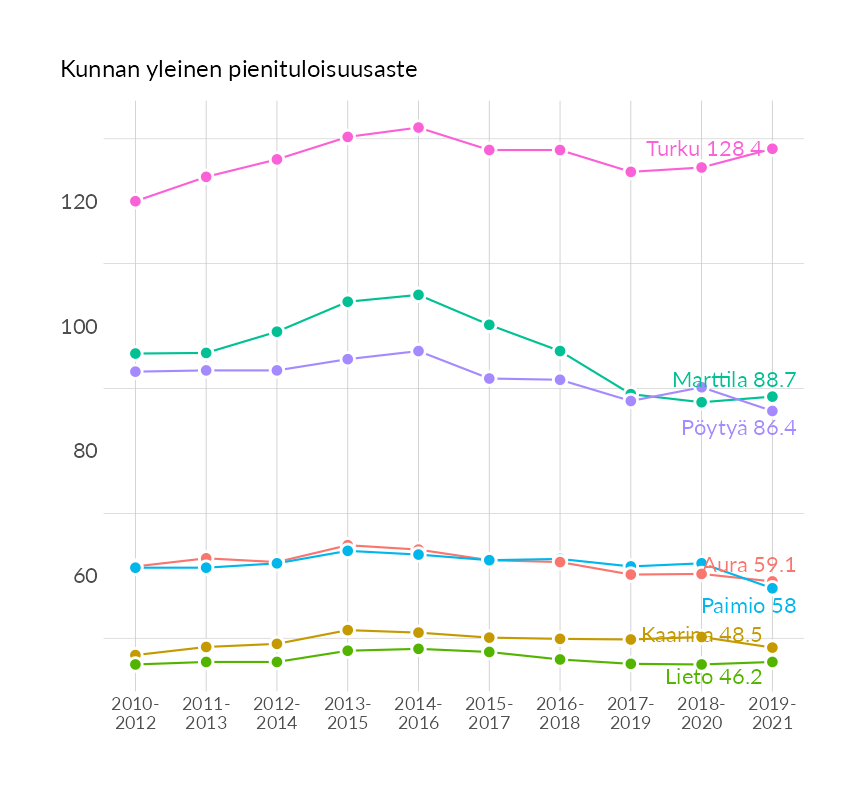 Kunnan yleinen pienituloisuusaste
Turku 128.4
120
100
Marttila 88.7
Pöytyä 86.4
80
Aura 59.1
60
Paimio 58
Kaarina 48.5
Lieto 46.2
2010-2012
2011-2013
2012-2014
2013-2015
2014-2016
2015-2017
2016-2018
2017-2019
2018-2020
2019-2021